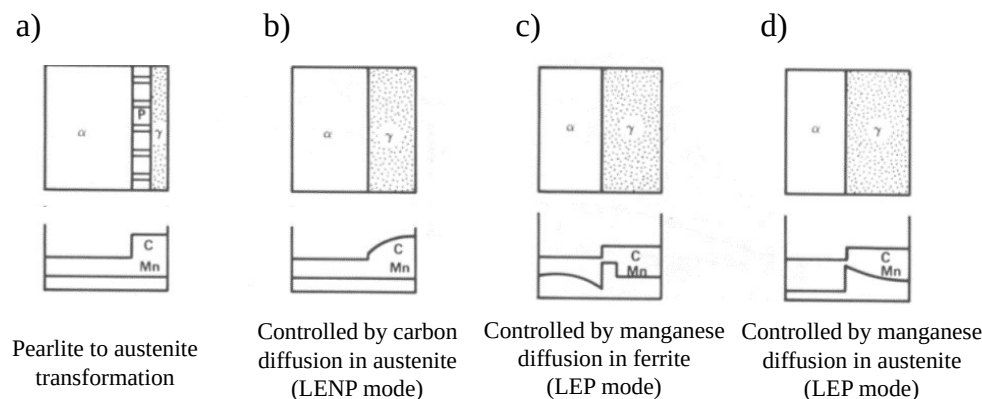 a)
b)
c)
d)
α
P
γ
α
γ
α
γ
α
γ
C
Mn
C
Mn
C
Mn
C
Mn
Pearlite to austenite
transformation
Controlled by carbon
diffusion in austenite
(LENP mode)
Controlled by manganese
diffusion in ferrite
(LEP mode)
Controlled by manganese
diffusion in austenite
(LEP mode)